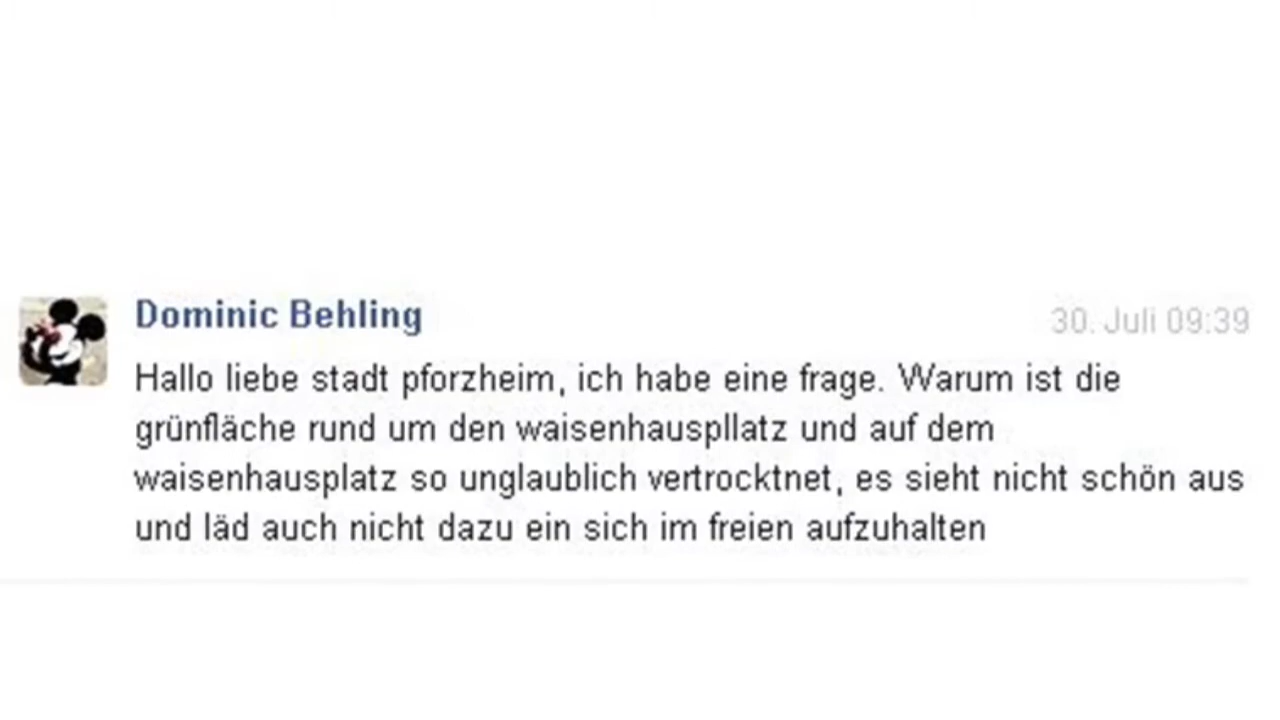 Dominic Behling 30. Juli 09:39
Hallo liebe stadt pforzheim, ich habe eine frage. Warum ist die
grünfläche rund um den waisenhauspllatz und auf dem
waisenhausplatz so unglaublich vertrocktnet, es sieht nicht schön aus
und läd auch nicht dazu ein sich im freien aufzuhalten